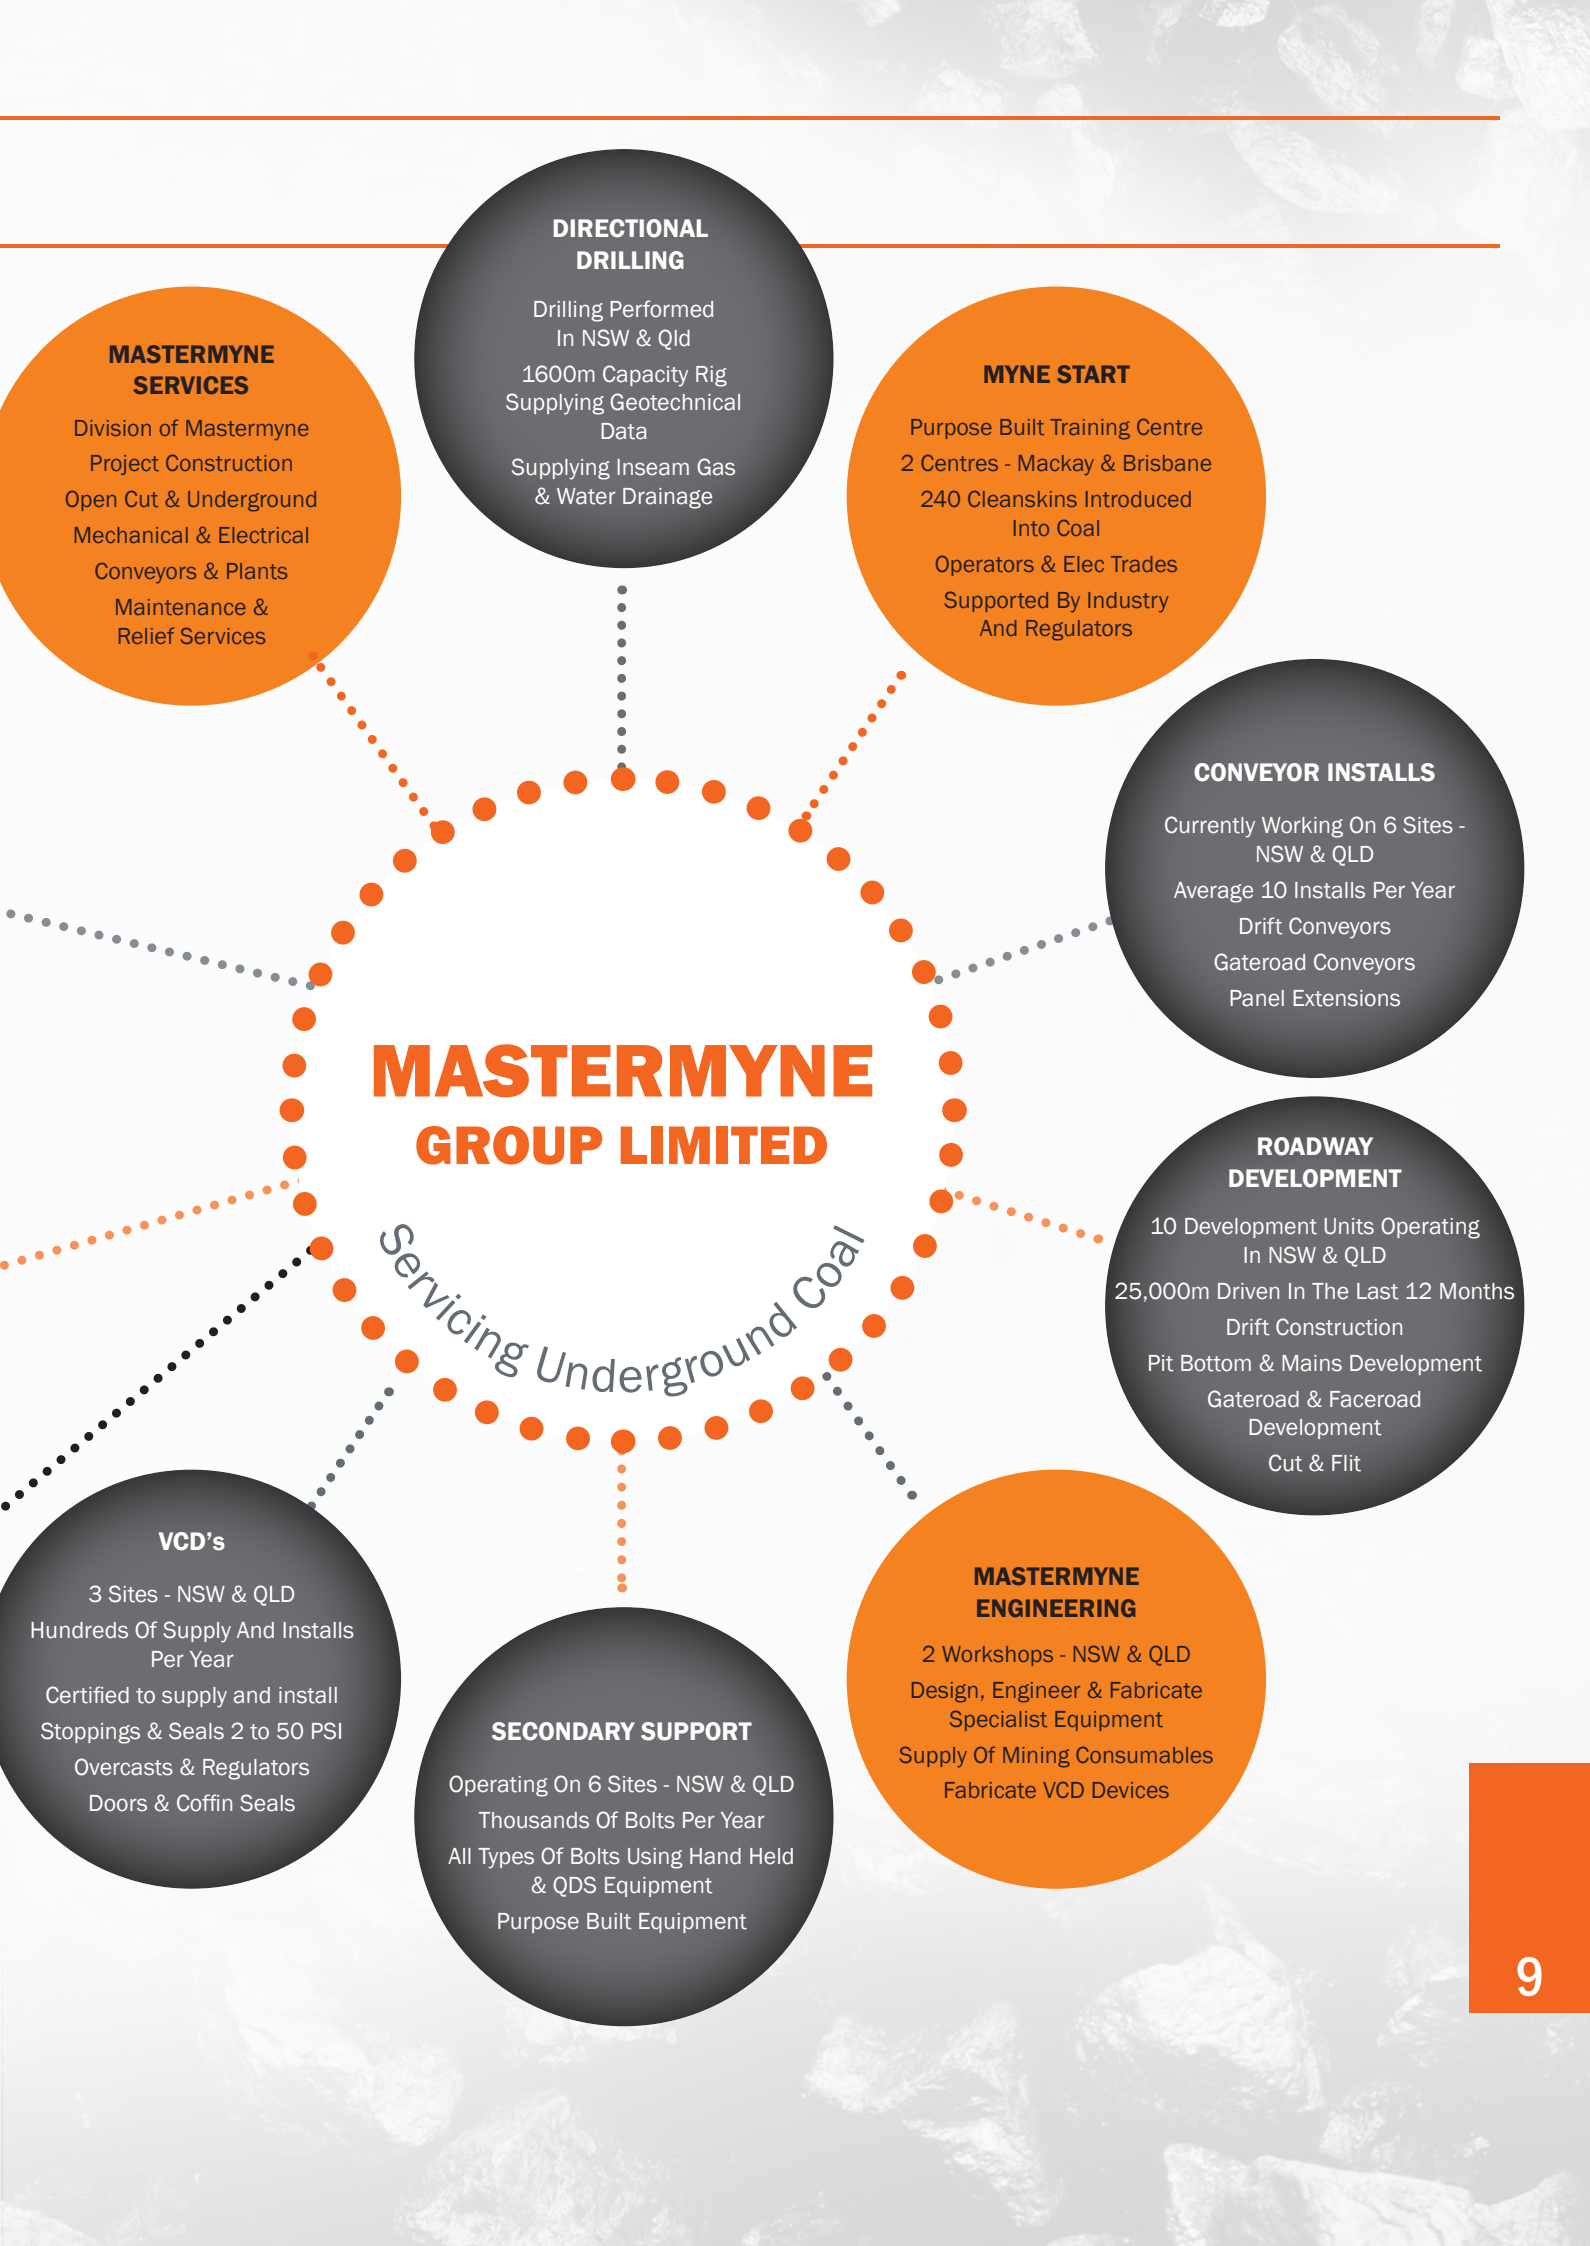 DIRECTIONAL
DRILLING
Drilling Performed
In NSW & Qld
1600m Capacity Rig
Supplying Geotechnical
Data
Supplying Inseam Gas
& Water Drainage
MASTERMYNE
SERVICES
Division of Mastermyne
Project Construction
Open Cut & Underground
Mechanical & Electrical
Conveyors & Plants
Maintenance &
Relief Services
MYNE START
Purpose Built Training Centre
2 Centres - Mackay & Brisbane
240 Cleanskins Introduced
Into Coal
Operators & Elec Trades
Supported By Industry
And Regulators
CONVEYOR INSTALLS
Currently Working On 6 Sites -
NSW & QLD
Average 10 Installs Per Year
Drift Conveyors
Gateroad Conveyors
Panel Extensions
MASTERMYNE
GROUP LIMITED
Servicing Underground Coal
ROADWAY
DEVELOPMENT
10 Development Units Operating
In NSW & QLD
25,000m Driven In The Last 12 Months
Drift Construction
Pit Bottom & Mains Development
Gateroad & Faceroad
Development
Cut & Flit
VCD’s
3 Sites - NSW & QLD
Hundreds Of Supply And Installs
Per Year
Certified to supply and install
Stoppings & Seals 2 to 50 PSI
Overcasts & Regulators
Doors & Coffin Seals
SECONDARY SUPPORT
Operating On 6 Sites - NSW & QLD
Thousands Of Bolts Per Year
All Types Of Bolts Using Hand Held
& QDS Equipment
Purpose Built Equipment
MASTERMYNE
ENGINEERING
2 Workshops - NSW & QLD
Design, Engineer & Fabricate
Specialist Equipment
Supply Of Mining Consumables
Fabricate VCD Devices
9